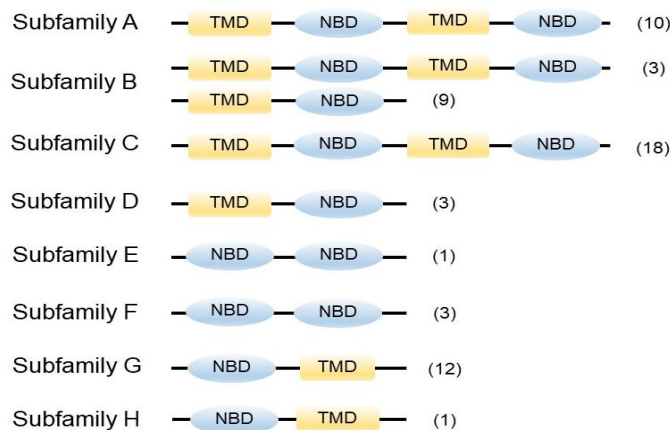 Subfamily A TMD NBD TMD NBD (10)
Subfamily B TMD NBD TMD NBD (3)
TMD NBD (9)
Subfamily C TMD NBD TMD NBD (18)
Subfamily D TMD NBD (3)
Subfamily E NBD NBD (1)
Subfamily F NBD NBD (3)
Subfamily G NBD TMD (12)
Subfamily H NBD TMD (1)